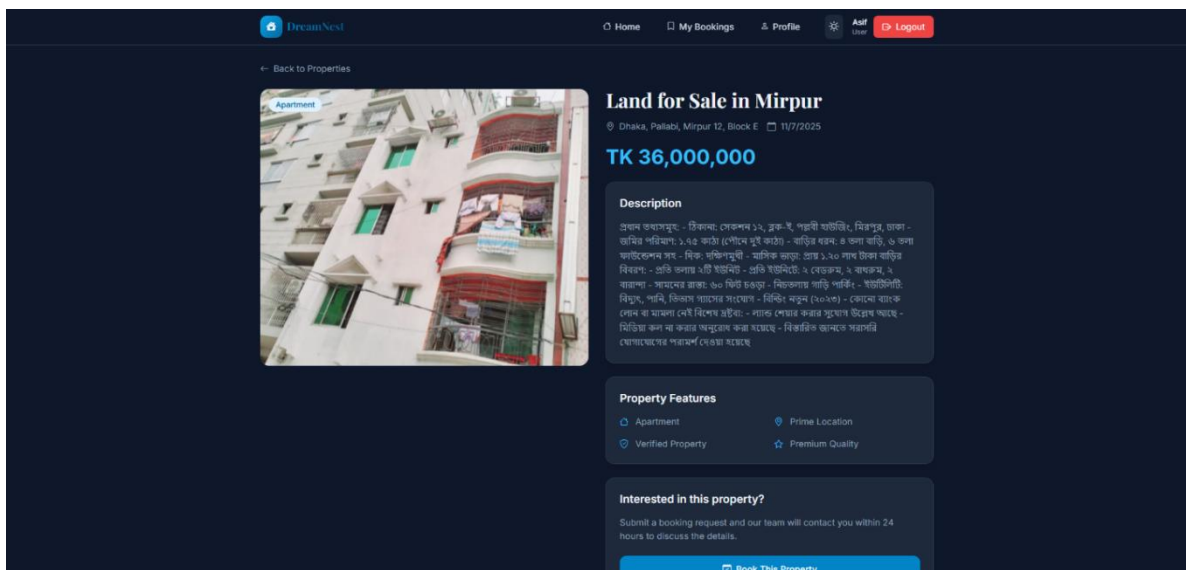 DreamNest
Home
My Bookings
Profile
Asif
User
Logout
← Back to Properties
Apartment
Land for Sale in Mirpur
Dhaka, Pallabi, Mirpur 12, Block E 11/7/2025
TK 36,000,000
Description
প্রধান তথ্যসমূহ: - ঠিকানা: সেকশন ১২, ব্লক-ই, পল্লবী হাউজিং, মিরপুর, ঢাকা -
জমির পরিমাণ: ১.৭৫ কাঠা (পৌনে দুই কাঠা) - বাড়ির ধরন: ৪ তলা বাড়ি, ৬ তলা
ফাউন্ডেশন সহ - দিক: দক্ষিণমুখী - মাসিক ভাড়া: প্রায় ১.২০ লাখ টাকা বাড়ির
বিবরণ: - প্রতি তলায় ২টি ইউনিট - প্রতি ইউনিটে: ২ বেডরুম, ২ বাথরুম, ২
বারান্দা - সামনের রাস্তা: ৬০ ফিট চওড়া - নিচতলায় গাড়ি পার্কিং - ইউটিলিটি:
বিদ্যুৎ, পানি, তিতাস গ্যাসের সংযোগ - বিল্ডিং নতুন (২০২৩) - কোনো ব্যাংক
লোন বা মামলা নেই বিশেষ দ্রষ্টব্য: - ল্যান্ড শেয়ার করার সুযোগ উল্লেখ আছে -
মিডিয়া কল না করার অনুরোধ করা হয়েছে - বিস্তারিত জানতে সরাসরি
যোগাযোগের পরামর্শ দেওয়া হয়েছে
Property Features
Apartment
Prime Location
Verified Property
Premium Quality
Interested in this property?
Submit a booking request and our team will contact you within 24
hours to discuss the details.
Book This Property